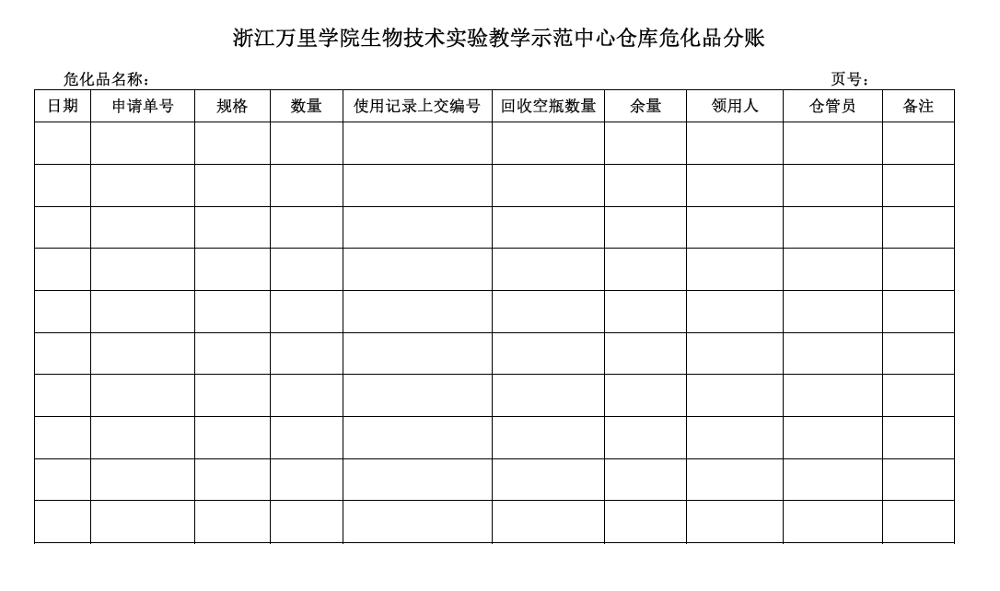 浙江万里学院生物技术实验教学示范中心仓库危化品分账
危化品名称： 页号：
日期 申请单号 规格 数量 使用记录上交编号 回收空瓶数量 余量 领用人 仓管员 备注